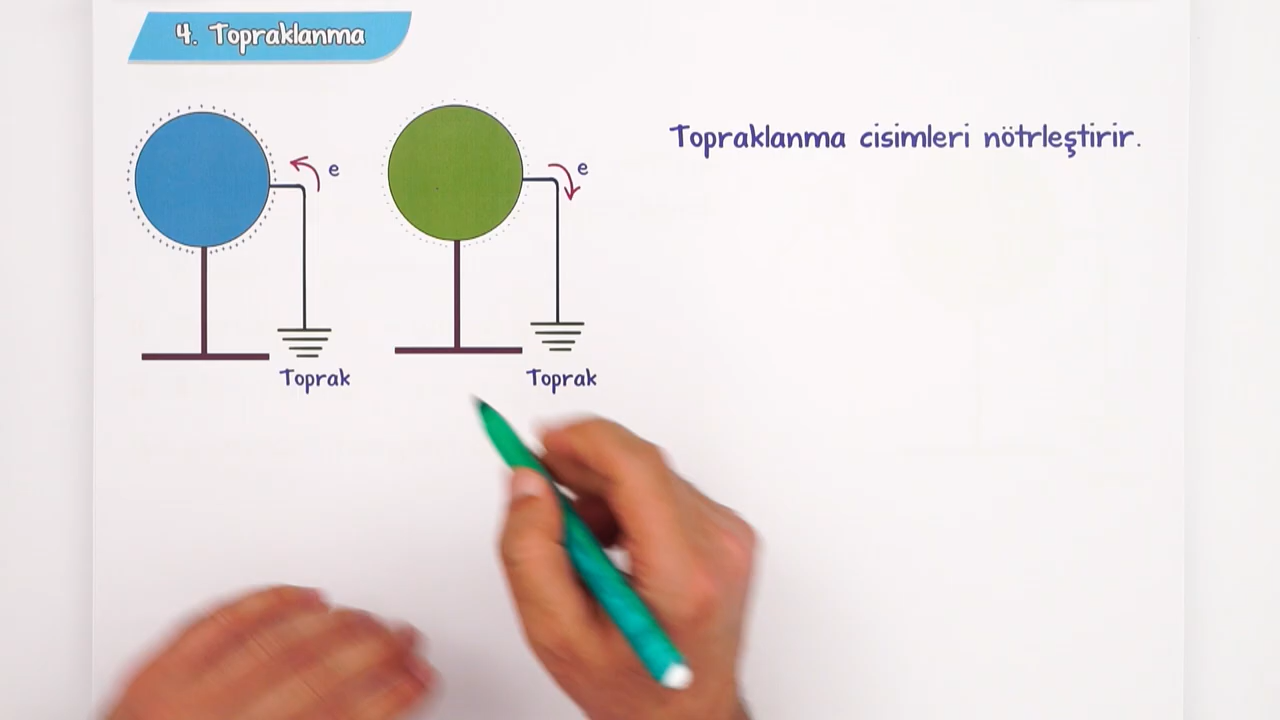 4. Topraklanma
Topraklanma cisimleri nötrleştirir.
e
e
Toprak
Toprak